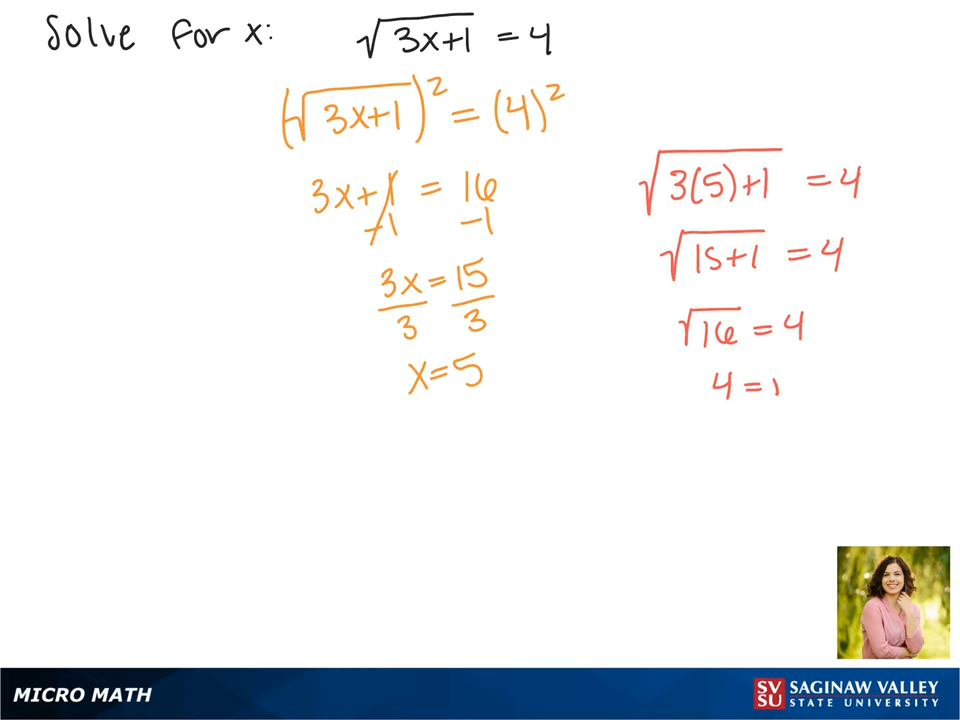 Solve for x: √(3x+1) = 4
(√(3x+1))² = (4)²
3x+1 = 16
-1 -1
3x = 15
3 3
x = 5
√(3(5)+1) = 4
√(15+1) = 4
√16 = 4
4 =
MICRO MATH
SVSU SAGINAW VALLEY
STATE UNIVERSITY